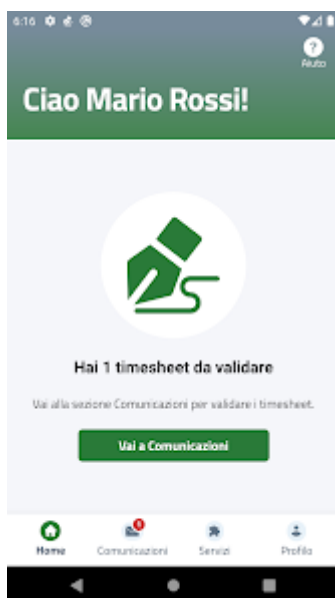 6:16
?
Aiuto
Ciao Mario Rossi!
Hai 1 timesheet da validare
Vai alla sezione Comunicazioni per validare i timesheet.
Vai a Comunicazioni
Home
Comunicazioni
Servizi
Profilo